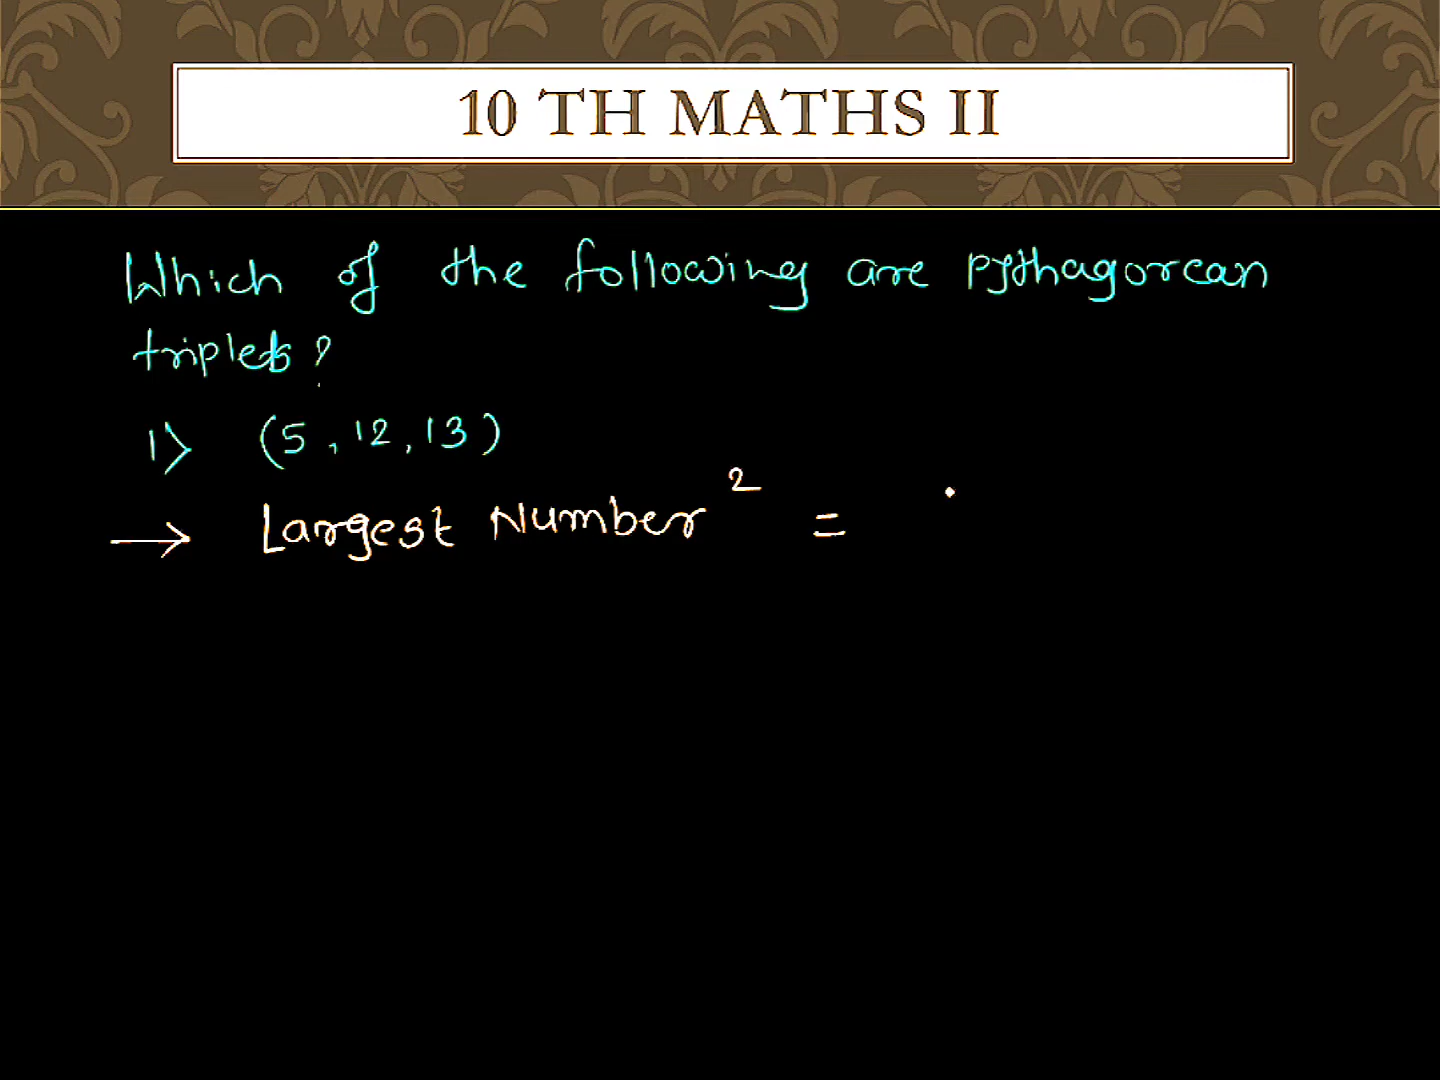 10 TH MATHS II
Which of the following are pythagorean
triplets?
1> (5, 12, 13)
→ Largest Number² =